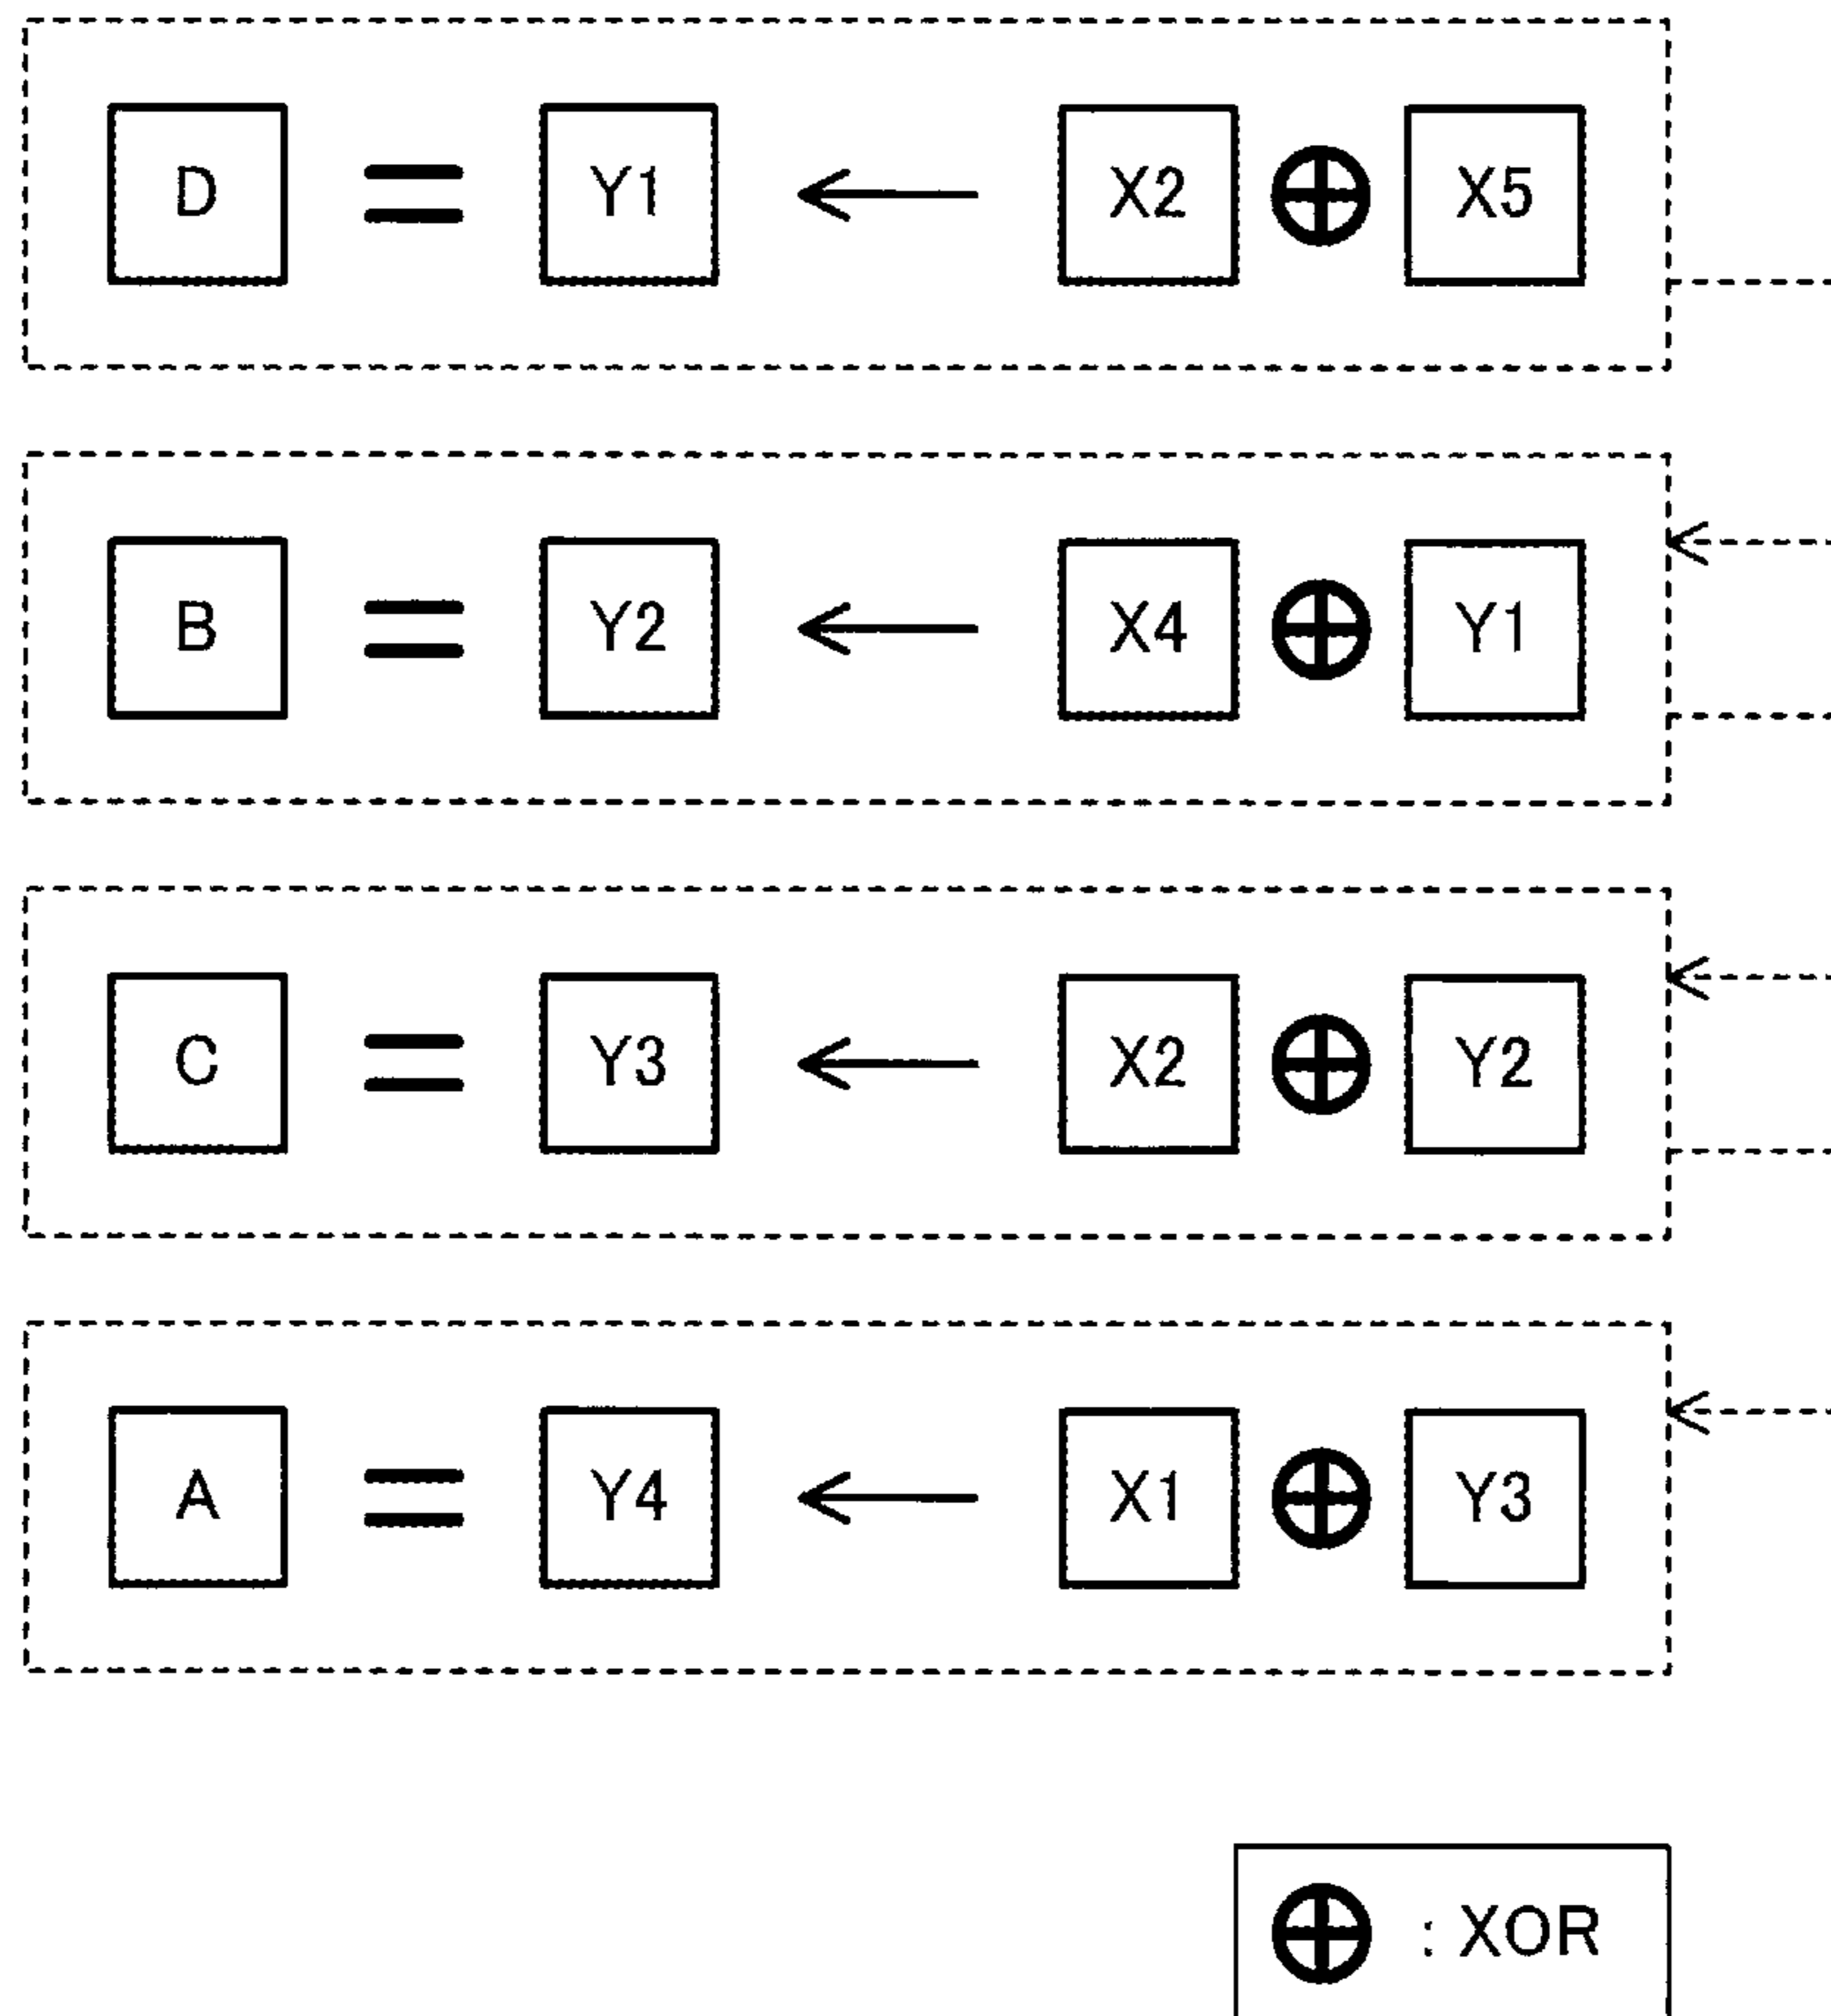 D = Y1 ← X2 ⊕ X5
B = Y2 ← X4 ⊕ Y1
C = Y3 ← X2 ⊕ Y2
A = Y4 ← X1 ⊕ Y3
⊕ : XOR